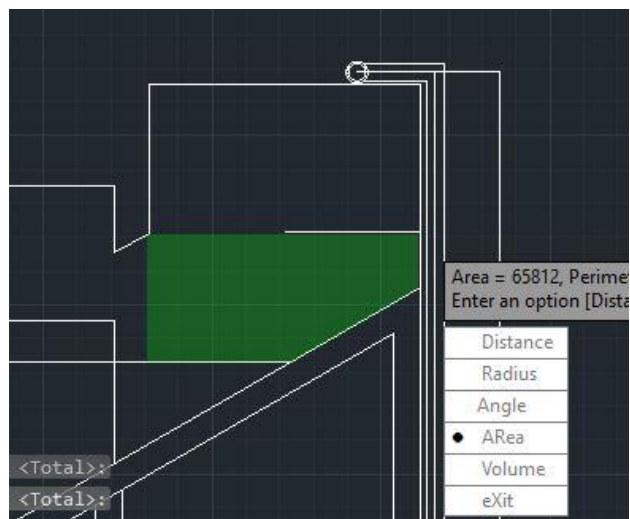 Area = 65812, Perime
Enter an option [Dista
Distance
Radius
Angle
ARea
Volume
eXit
<Total>:
<Total>: